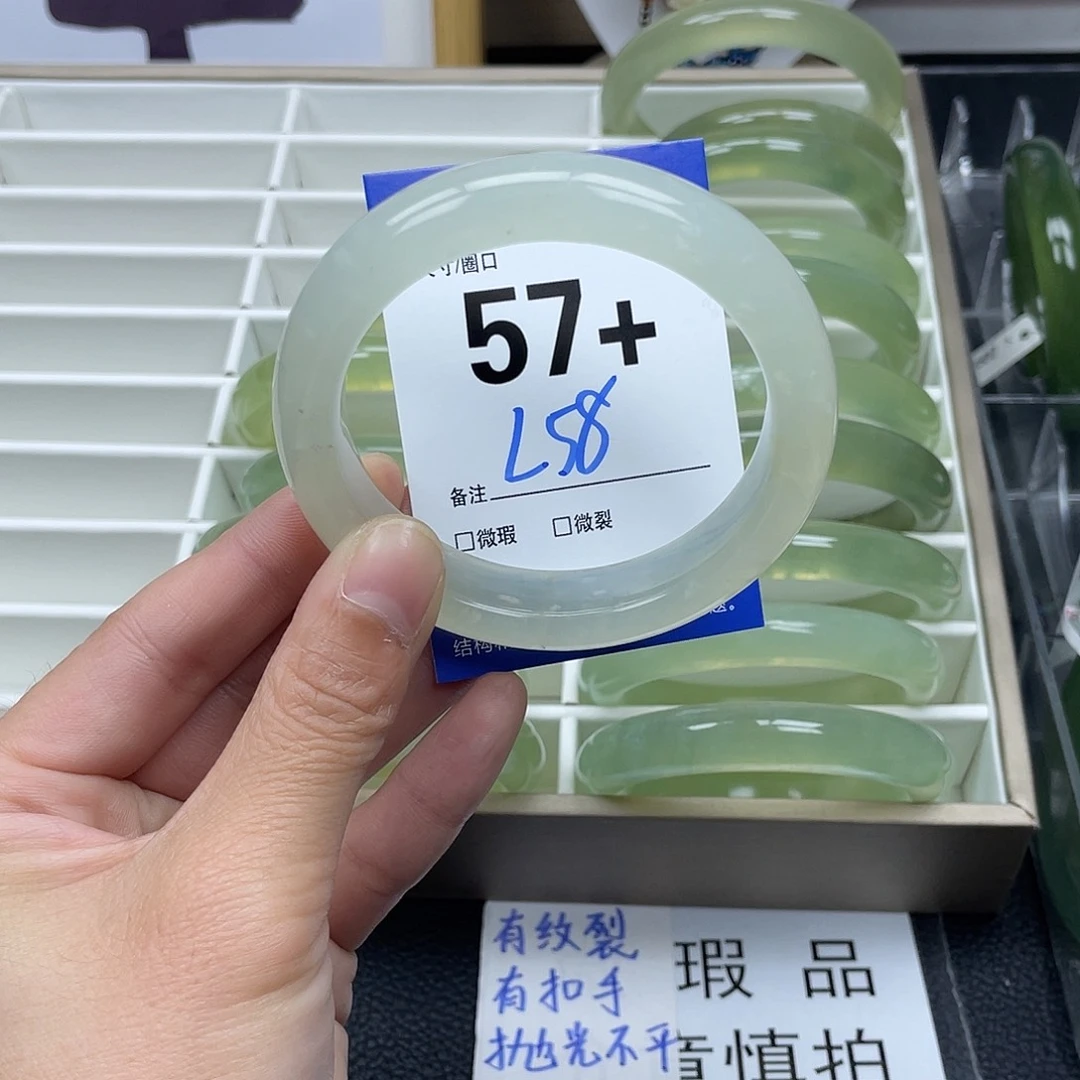 寸/圈口
57+
L58
备注
□微瑕 □微裂
结构
有纹裂
有扣手
抛光不平
瑕品
慎拍